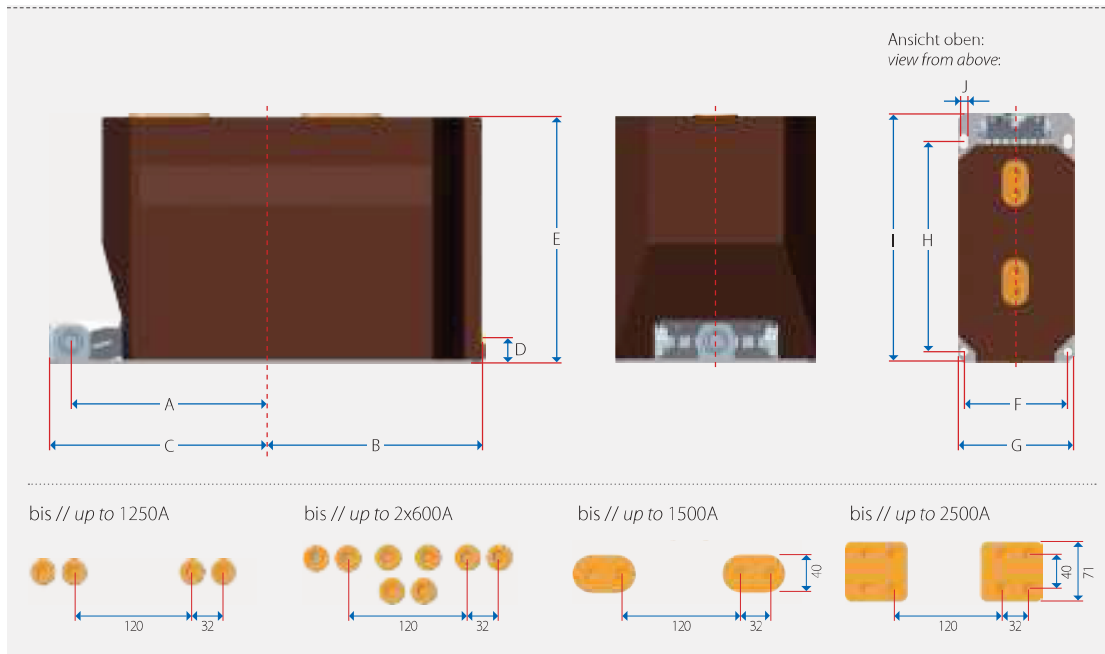 Ansicht oben:
view from above:
J
E
I
H
D
A
F
C
B
G
bis // up to 1250A
bis // up to 2x600A
bis // up to 1500A
bis // up to 2500A
40
40
71
120
32
120
32
120
32
120
32